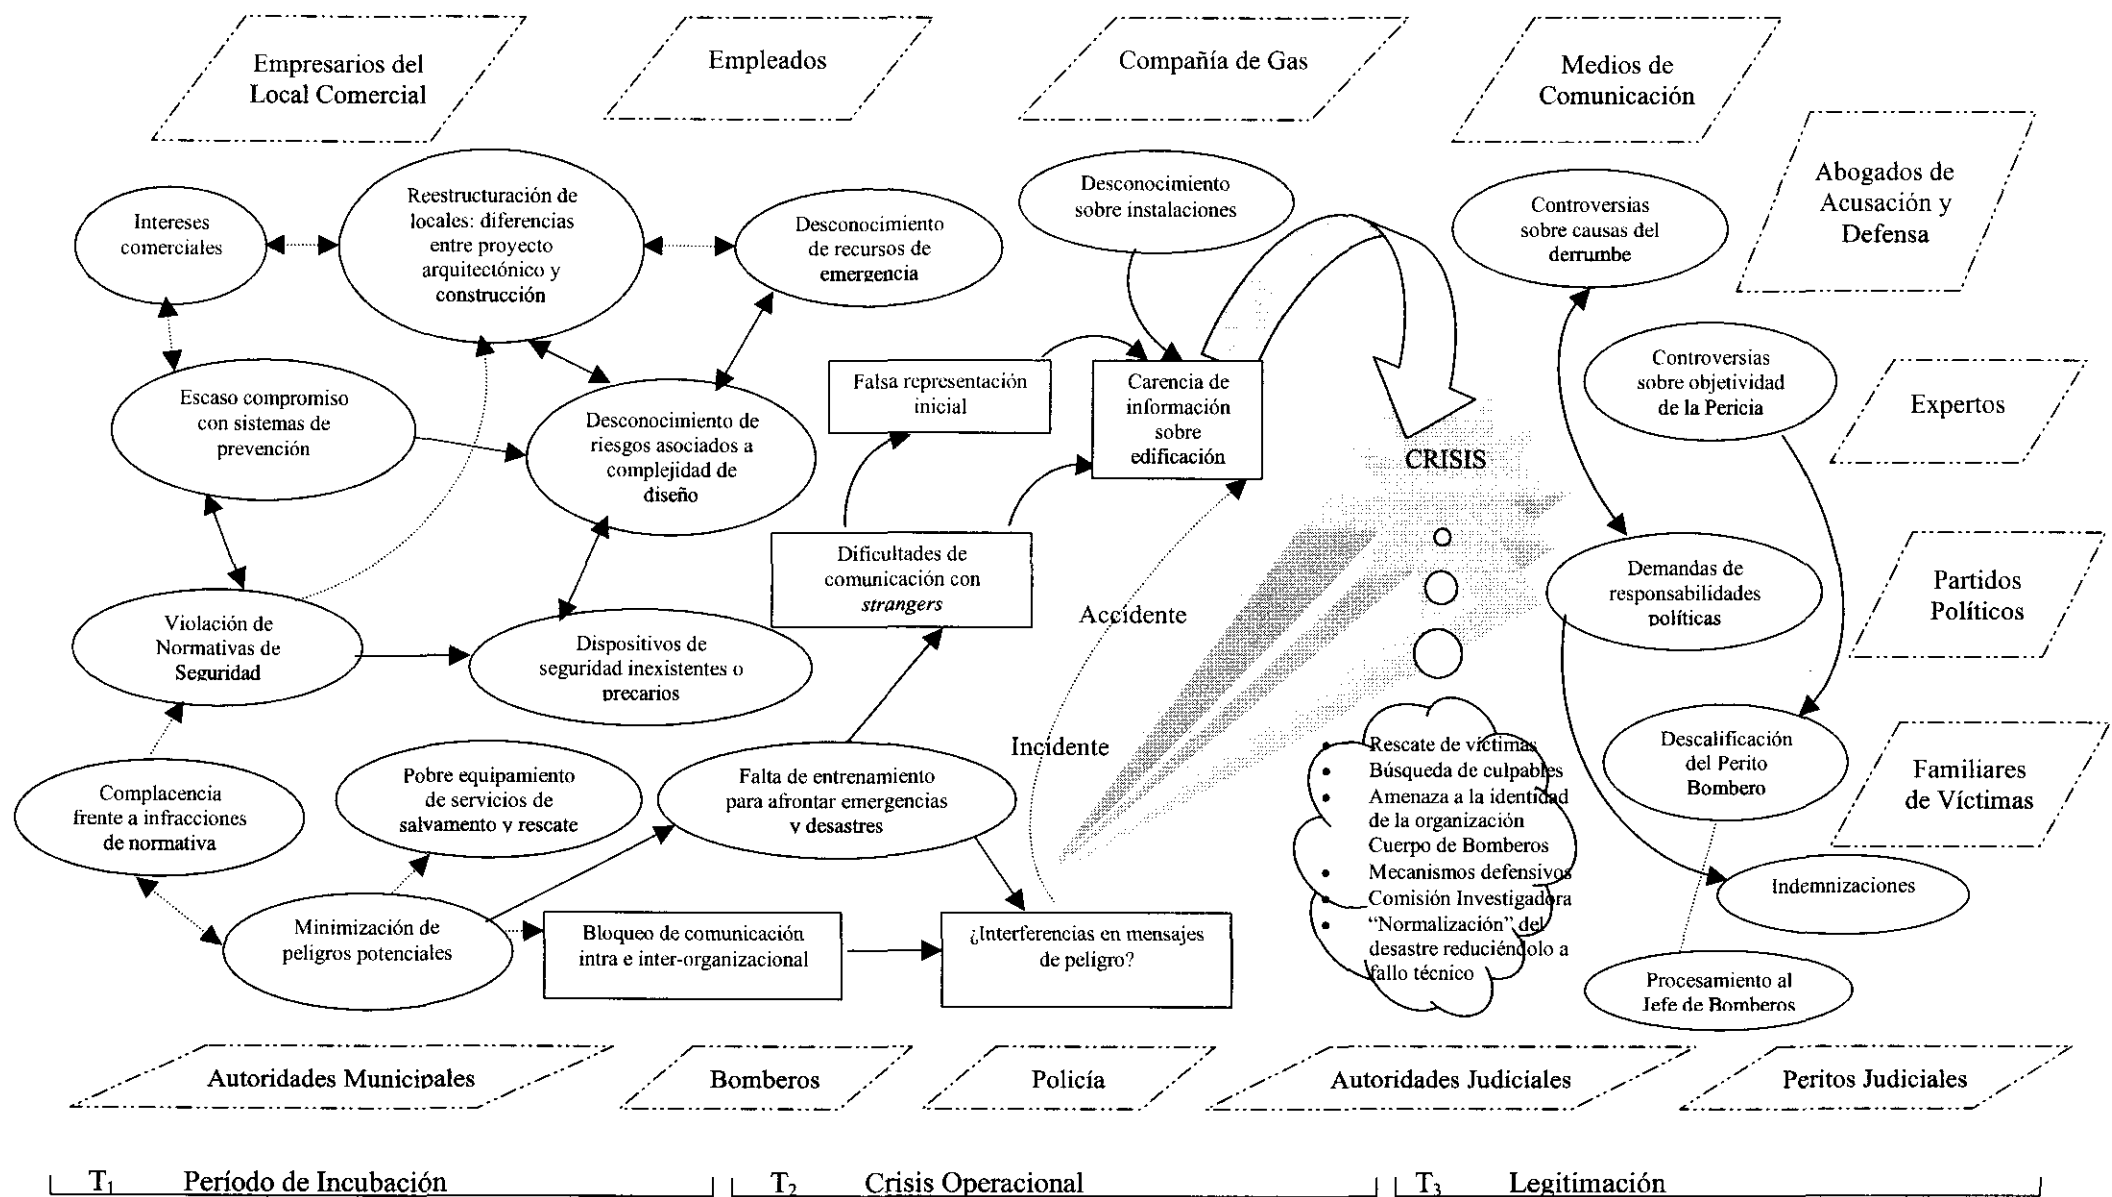 Empresarios del
Local Comercial
Empleados
Compañía de Gas
Medios de
Comunicación
Abogados de
Acusación y
Defensa
Intereses
comerciales
Reestructuración de
locales: diferencias
entre proyecto
arquitectónico y
construcción
Desconocimiento
de recursos de
emergencia
Desconocimiento
sobre instalaciones
Controversias
sobre causas del
derrumbe
Escaso compromiso
con sistemas de
prevención
Desconocimiento de
riesgos asociados a
complejidad de
diseño
Falsa representación
inicial
Carencia de
información
sobre
edificación
CRISIS
Controversias
sobre objetividad
de la Pericia
Expertos
Violación de
Normativas de
Seguridad
Dispositivos de
seguridad inexistentes o
precarios
Dificultades de
comunicación con
strangers
Accidente
Incidente
Demandas de
responsabilidades
políticas
Partidos
Políticos
Complacencia
frente a infracciones
de normativa
Pobre equipamiento
de servicios de
salvamento y rescate
Falta de entrenamiento
para afrontar emergencias
y desastres
• Rescate de víctimas
• Búsqueda de culpables
• Amenaza a la identidad
de la organización
Cuerpo de Bomberos
• Mecanismos defensivos
• Comisión Investigadora
• “Normalización” del
desastre reduciéndolo a
fallo técnico
Descalificación
del Perito
Bombero
Familiares
de Víctimas
Minimización de
peligros potenciales
Bloqueo de comunicación
intra e inter-organizacional
¿Interferencias en mensajes
de peligro?
Indemnizaciones
Procesamiento al
Jefe de Bomberos
Autoridades Municipales
Bomberos
Policía
Autoridades Judiciales
Peritos Judiciales
T1 Período de Incubación
T2 Crisis Operacional
T3 Legitimación